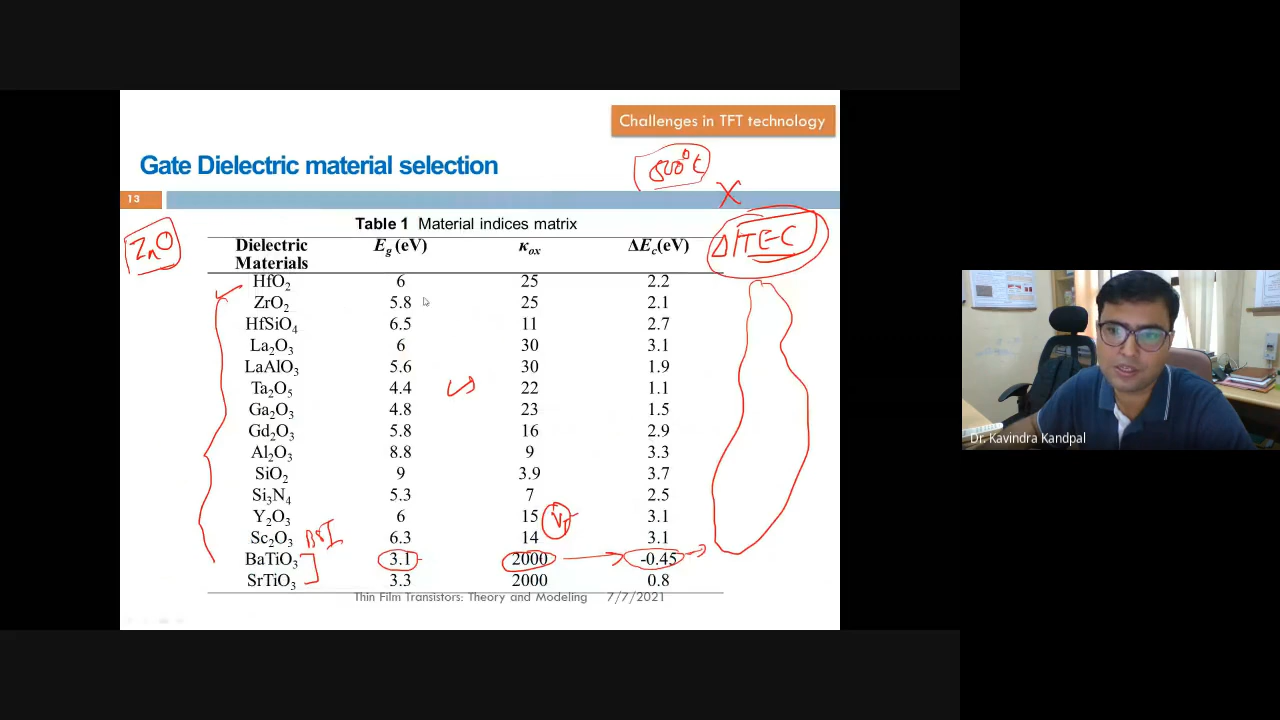 Challenges in TFT technology
Gate Dielectric material selection
13
Table 1 Material indices matrix
ZnO
Dielectric Materials E_g (eV) κ_ox ΔE_c(eV) ΔTEC
HfO₂ 6 25 2.2
ZrO₂ 5.8 25 2.1
HfSiO₄ 6.5 11 2.7
La₂O₃ 6 30 3.1
LaAlO₃ 5.6 30 1.9
Ta₂O₅ 4.4 22 1.1
Ga₂O₃ 4.8 23 1.5
Gd₂O₃ 5.8 16 2.9
Al₂O₃ 8.8 9 3.3
SiO₂ 9 3.9 3.7
Si₃N₄ 5.3 7 2.5
Y₂O₃ 6 15 3.1
Sc₂O₃ 6.3 14 3.1
BaTiO₃ 3.1 2000 -0.45
SrTiO₃ 3.3 2000 0.8
Thin Film Transistors: Theory and Modeling 7/7/2021
Dr. Kavindra Kandpal